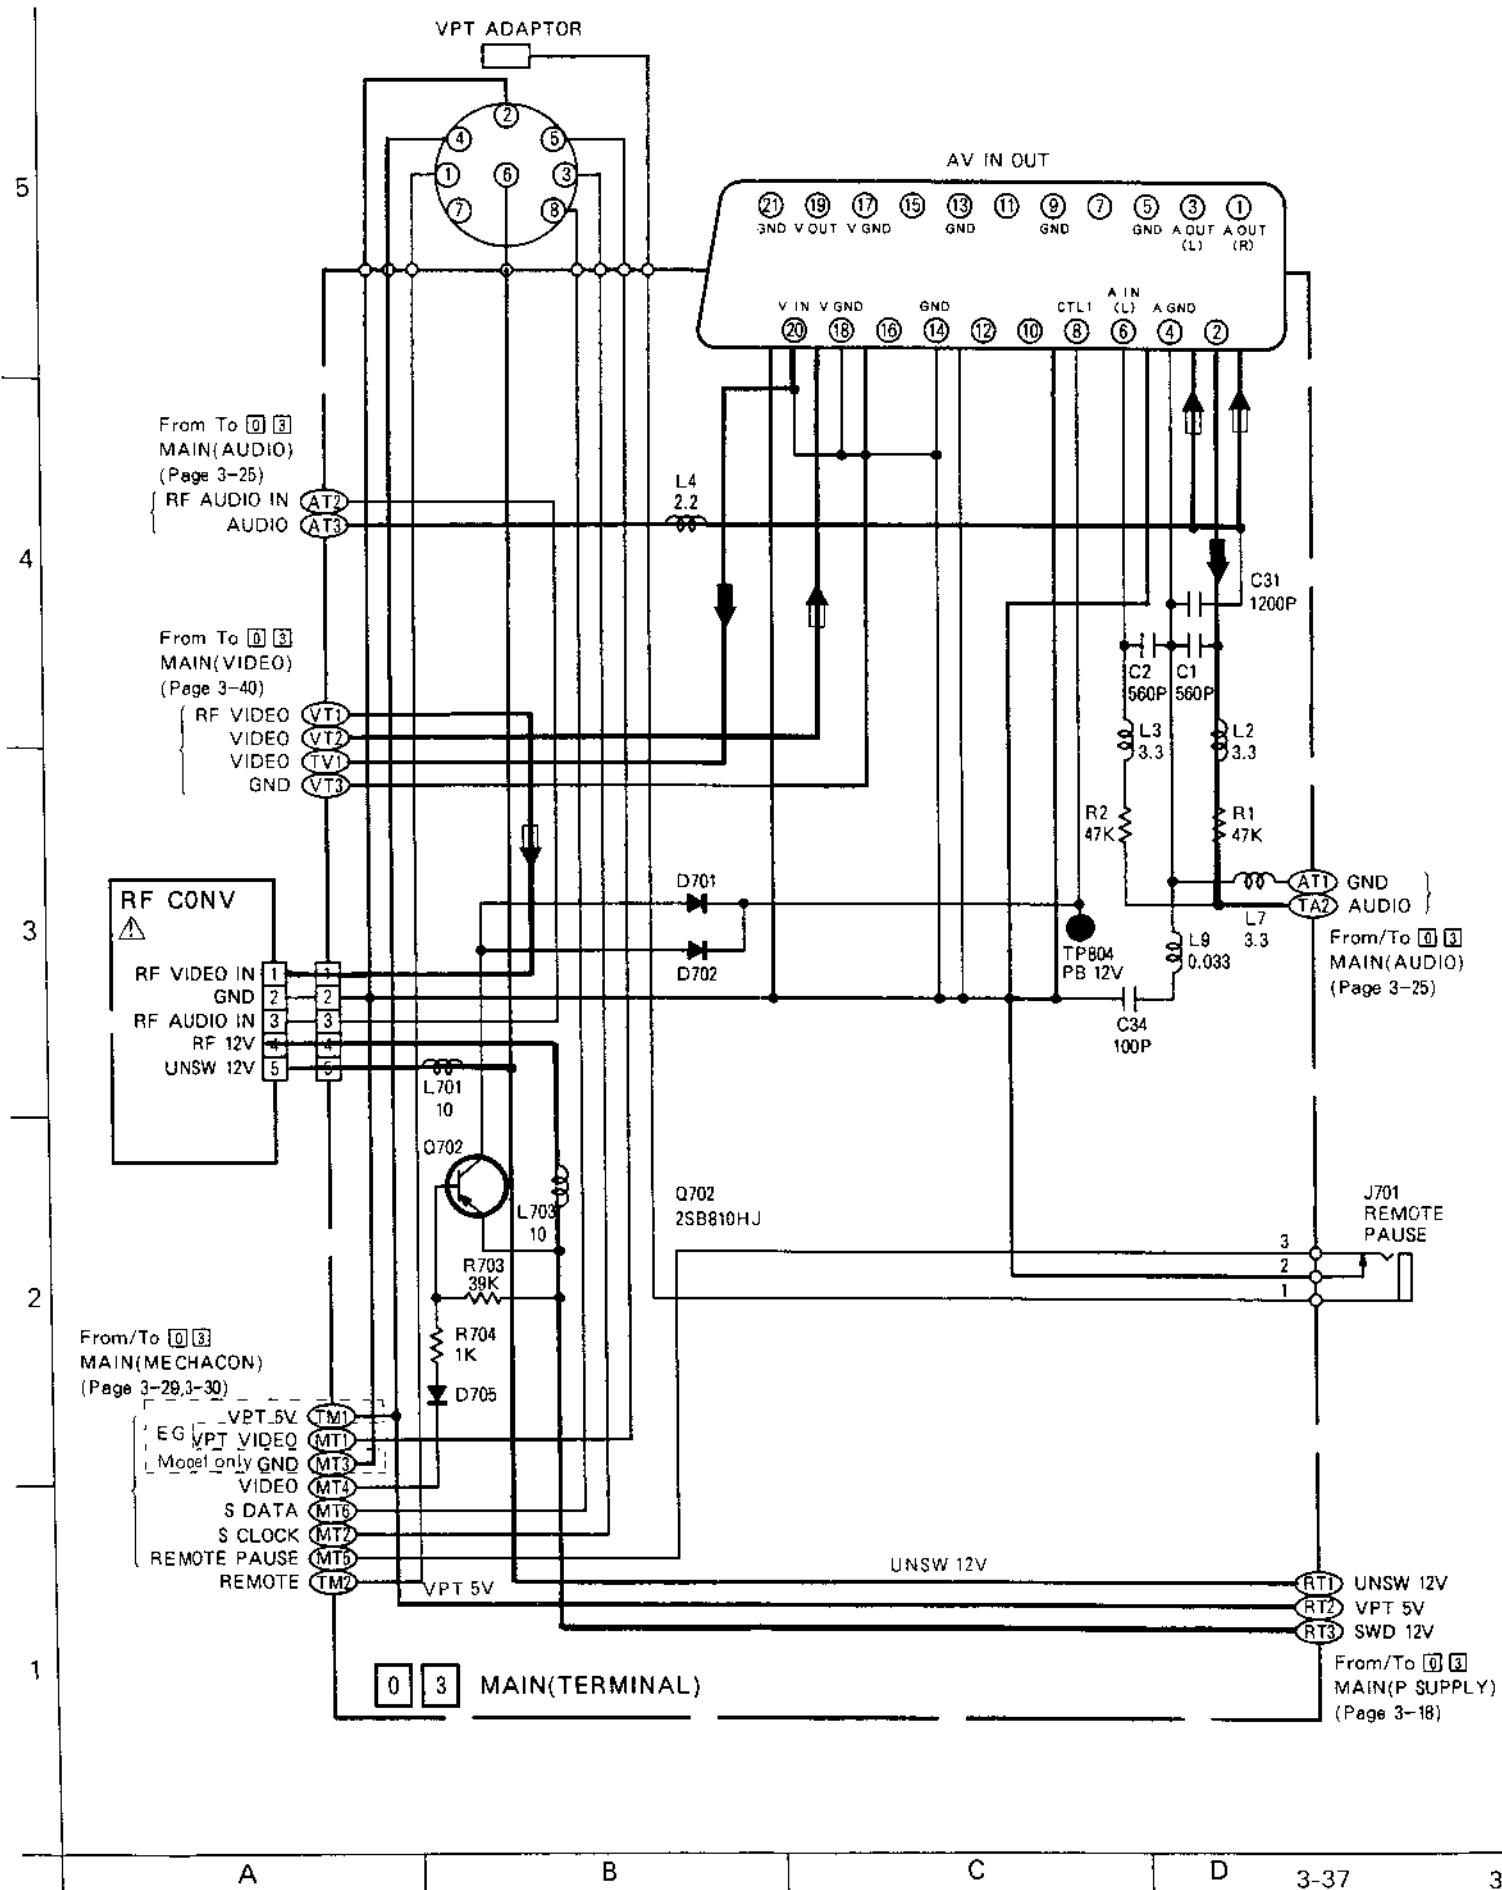 VPT ADAPTOR
2
4 5
1 6 3
7 8
5
AV IN OUT
21 19 17 15 13 11 9 7 5 3 1
GND V OUT V GND GND GND GND A OUT (L) A OUT (R)
V IN V GND GND CTL1 A IN (L) A GND
20 18 16 14 12 10 8 6 4 2
From To 0 3
MAIN(AUDIO)
(Page 3-25)
RF AUDIO IN AT2
AUDIO AT3
L4
2.2
4
C31
1200P
From To 0 3
MAIN(VIDEO)
(Page 3-40)
C2 C1
560P 560P
RF VIDEO VT1
VIDEO VT2
VIDEO TV1
GND VT3
L3
3.3
L2
3.3
R2
47K
R1
47K
D701
D702
RF CONV
3
AT1 GND
TA2 AUDIO
L7
3.3
From/To 0 3
MAIN(AUDIO)
(Page 3-25)
TP804
PB 12V
L9
0.033
RF VIDEO IN 1 1
GND 2 2
RF AUDIO IN 3 3
RF 12V 4 4
UNSW 12V 5 5
C34
100P
L701
10
Q702
L703
10
Q702
2SB810HJ
J701
REMOTE
PAUSE
3
2
1
R703
39K
2
R704
1K
D705
From/To 0 3
MAIN(MECHACON)
(Page 3-29,3-30)
VPT 5V TM1
EG VPT VIDEO MT1
Model only GND MT3
VIDEO MT4
S DATA MT6
S CLOCK MT2
REMOTE PAUSE MT5
REMOTE TM2
VPT 5V
UNSW 12V
RT1 UNSW 12V
RT2 VPT 5V
RT3 SWD 12V
From/To 0 3
MAIN(P SUPPLY)
(Page 3-18)
1
0 3 MAIN(TERMINAL)
A B C D
3-37 3